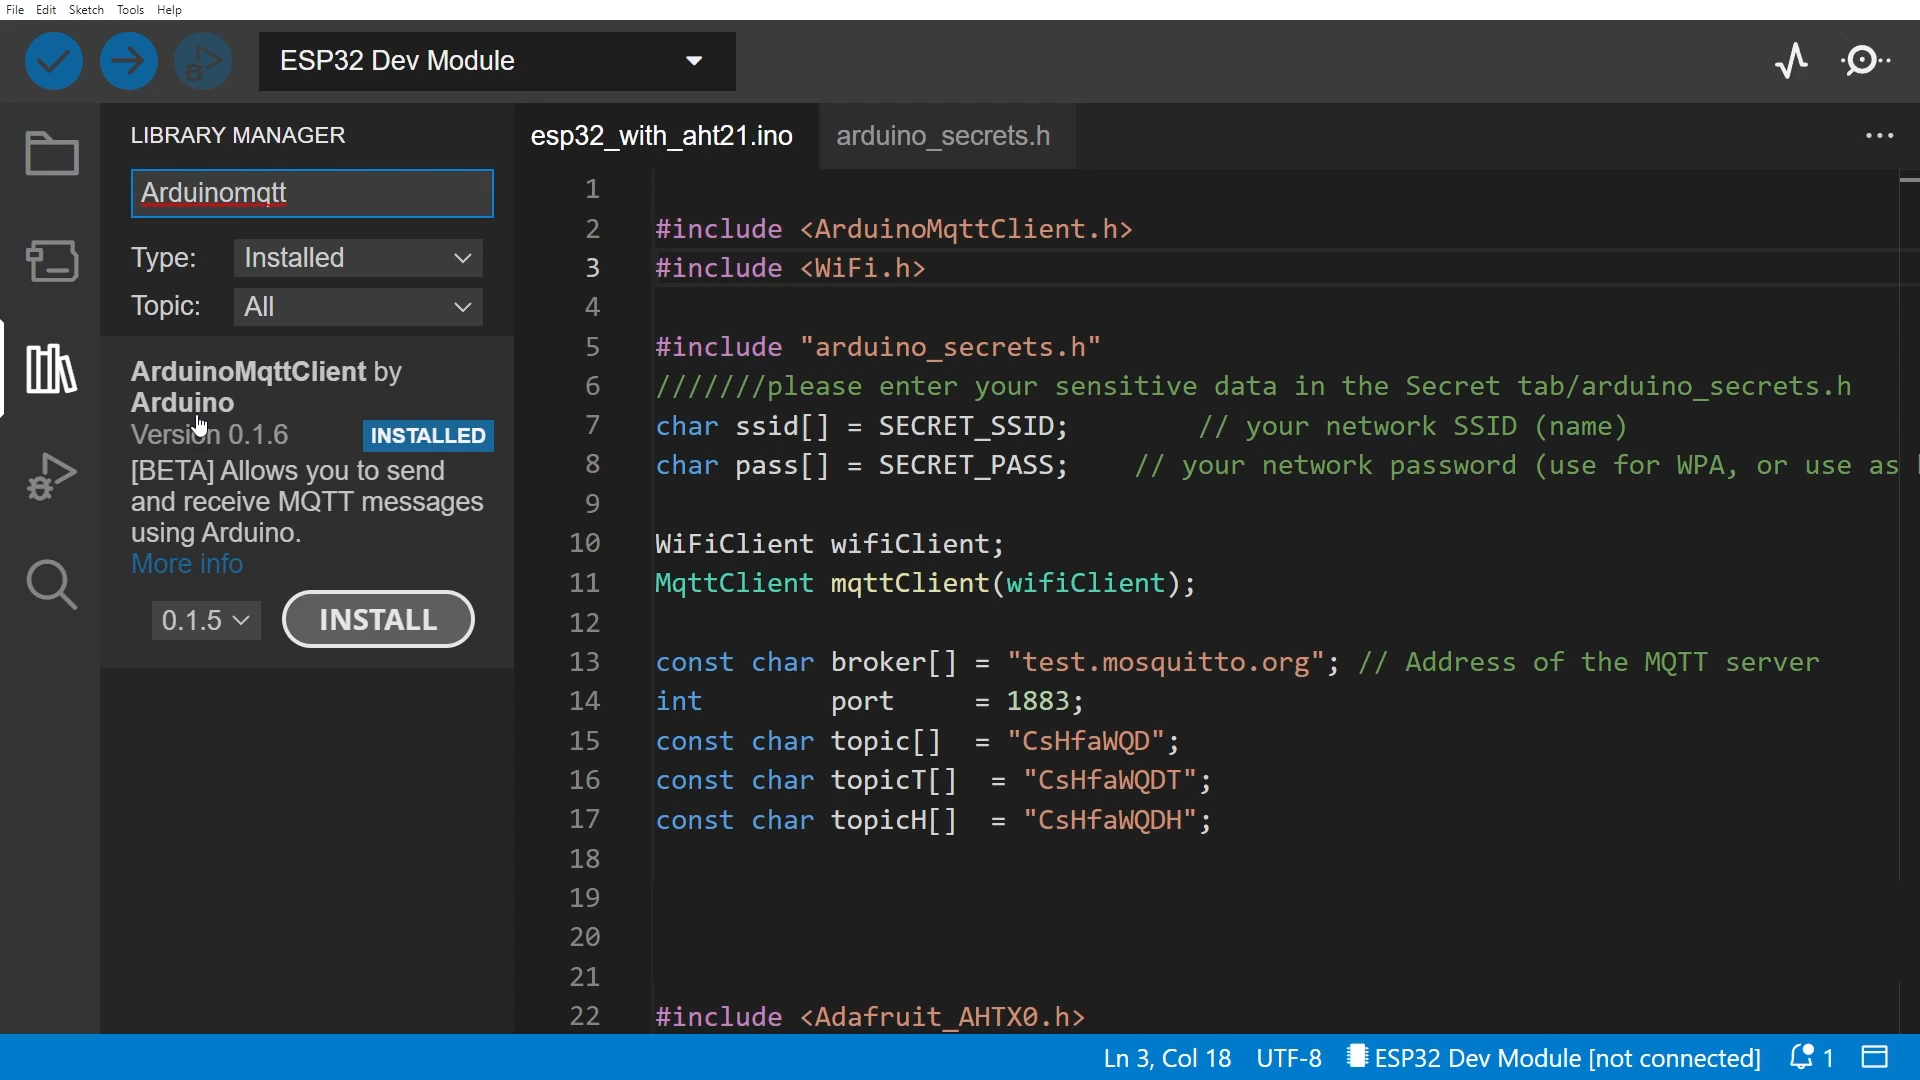 File Edit Sketch Tools Help
ESP32 Dev Module
LIBRARY MANAGER
Arduinomqtt
Type: Installed
Topic: All
ArduinoMqttClient by
Arduino
Version 0.1.6 INSTALLED
[BETA] Allows you to send
and receive MQTT messages
using Arduino.
More info
0.1.5 INSTALL
esp32_with_aht21.ino arduino_secrets.h
1
2 #include <ArduinoMqttClient.h>
3 #include <WiFi.h>
4
5 #include "arduino_secrets.h"
6 ///////please enter your sensitive data in the Secret tab/arduino_secrets.h
7 char ssid[] = SECRET_SSID; // your network SSID (name)
8 char pass[] = SECRET_PASS; // your network password (use for WPA, or use as
9
10 WiFiClient wifiClient;
11 MqttClient mqttClient(wifiClient);
12
13 const char broker[] = "test.mosquitto.org"; // Address of the MQTT server
14 int port = 1883;
15 const char topic[] = "CsHfaWQD";
16 const char topicT[] = "CsHfaWQDT";
17 const char topicH[] = "CsHfaWQDH";
18
19
20
21
22 #include <Adafruit_AHTX0.h>
Ln 3, Col 18 UTF-8 ESP32 Dev Module [not connected] 1